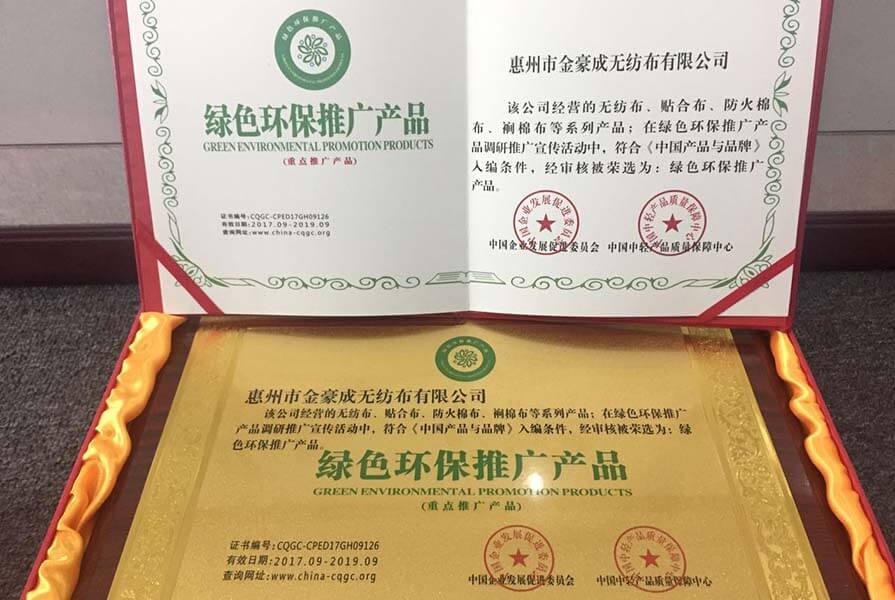 绿色环保推广产品
GREEN ENVIRONMENTAL PROMOTION PRODUCTS
(重点推广产品)
证书编号:CQGC-CPED17GH09126
有效日期:2017.09-2019.09
查询网址:www.china-cqgc.org
惠州市金豪成无纺布有限公司
该公司经营的无纺布、贴合布、防火棉
布、裥棉布等系列产品；在绿色环保推广产
品调研推广宣传活动中，符合《中国产品与品牌》
入编条件，经审核被荣选为：绿色环保推广
产品。
中国企业发展促进委员会 中国中轻产品质量保障中心
惠州市金豪成无纺布有限公司
该公司经营的无纺布、贴合布、防火棉布、裥棉布等系列产品；在绿色环保推广
产品调研推广宣传活动中，符合《中国产品与品牌》入编条件，经审核被荣选为：绿
色环保推广产品。
绿色环保推广产品
GREEN ENVIRONMENTAL PROMOTION PRODUCTS
(重点推广产品)
证书编号:CQGC-CPED17GH09126
有效日期:2017.09-2019.09
查询网址:www.china-cqgc.org
中国企业发展促进委员会 中国中轻产品质量保障中心